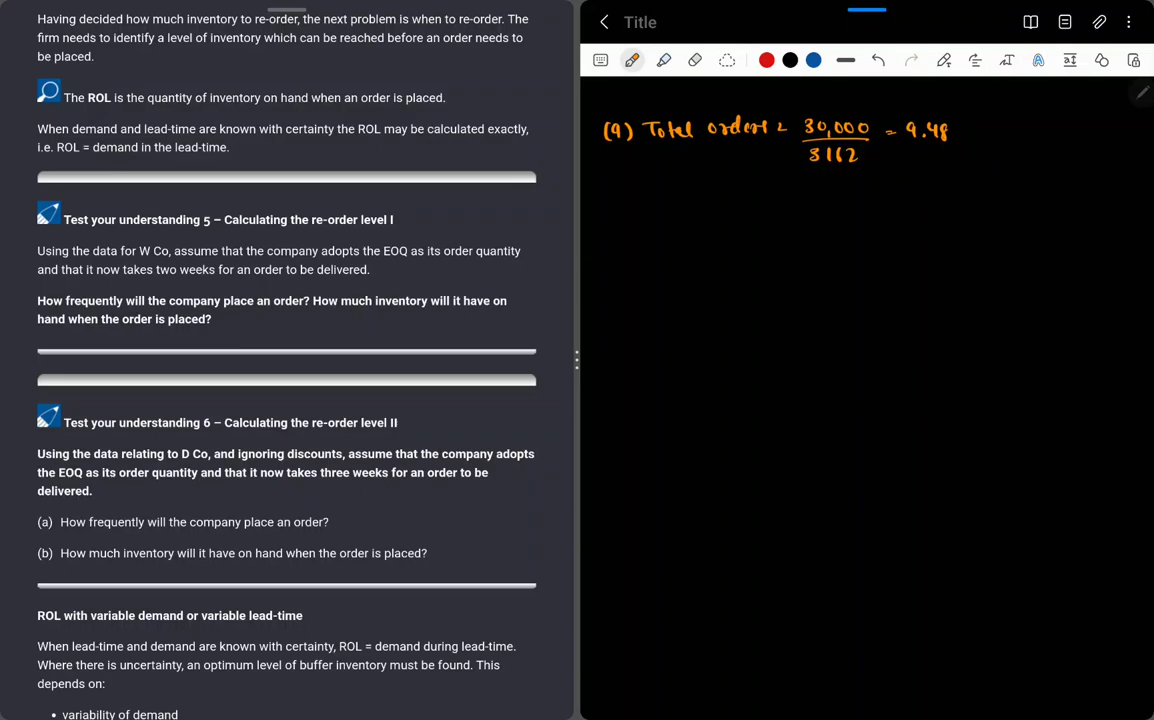 Having decided how much inventory to re-order, the next problem is when to re-order. The
firm needs to identify a level of inventory which can be reached before an order needs to
be placed.
The ROL is the quantity of inventory on hand when an order is placed.
When demand and lead-time are known with certainty the ROL may be calculated exactly,
i.e. ROL = demand in the lead-time.
Test your understanding 5 – Calculating the re-order level I
Using the data for W Co, assume that the company adopts the EOQ as its order quantity
and that it now takes two weeks for an order to be delivered.
How frequently will the company place an order? How much inventory will it have on
hand when the order is placed?
Test your understanding 6 – Calculating the re-order level II
Using the data relating to D Co, and ignoring discounts, assume that the company adopts
the EOQ as its order quantity and that it now takes three weeks for an order to be
delivered.
(a) How frequently will the company place an order?
(b) How much inventory will it have on hand when the order is placed?
ROL with variable demand or variable lead-time
When lead-time and demand are known with certainty, ROL = demand during lead-time.
Where there is uncertainty, an optimum level of buffer inventory must be found. This
depends on:
• variability of demand
Title
(a) Total orders = 30,000 / 3162 = 9.48